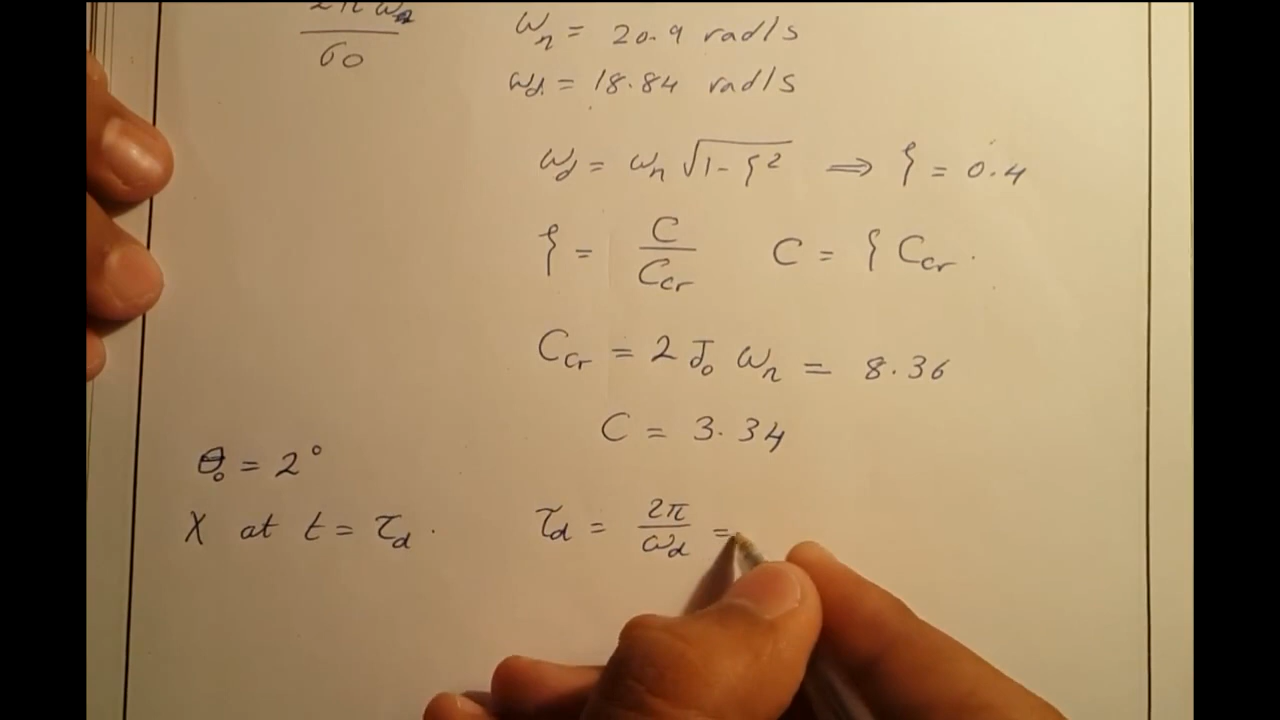 60
ωn = 20.9 rad/s
ωd = 18.84 rad/s
ωd = ωn √1-ζ² ⇒ ζ = 0.4
ζ = C/Ccr C = ζ Ccr.
Ccr = 2 J₀ ωn = 8.36
C = 3.34
θ₀ = 2°
X at t = τd. τd = 2π/ωd =